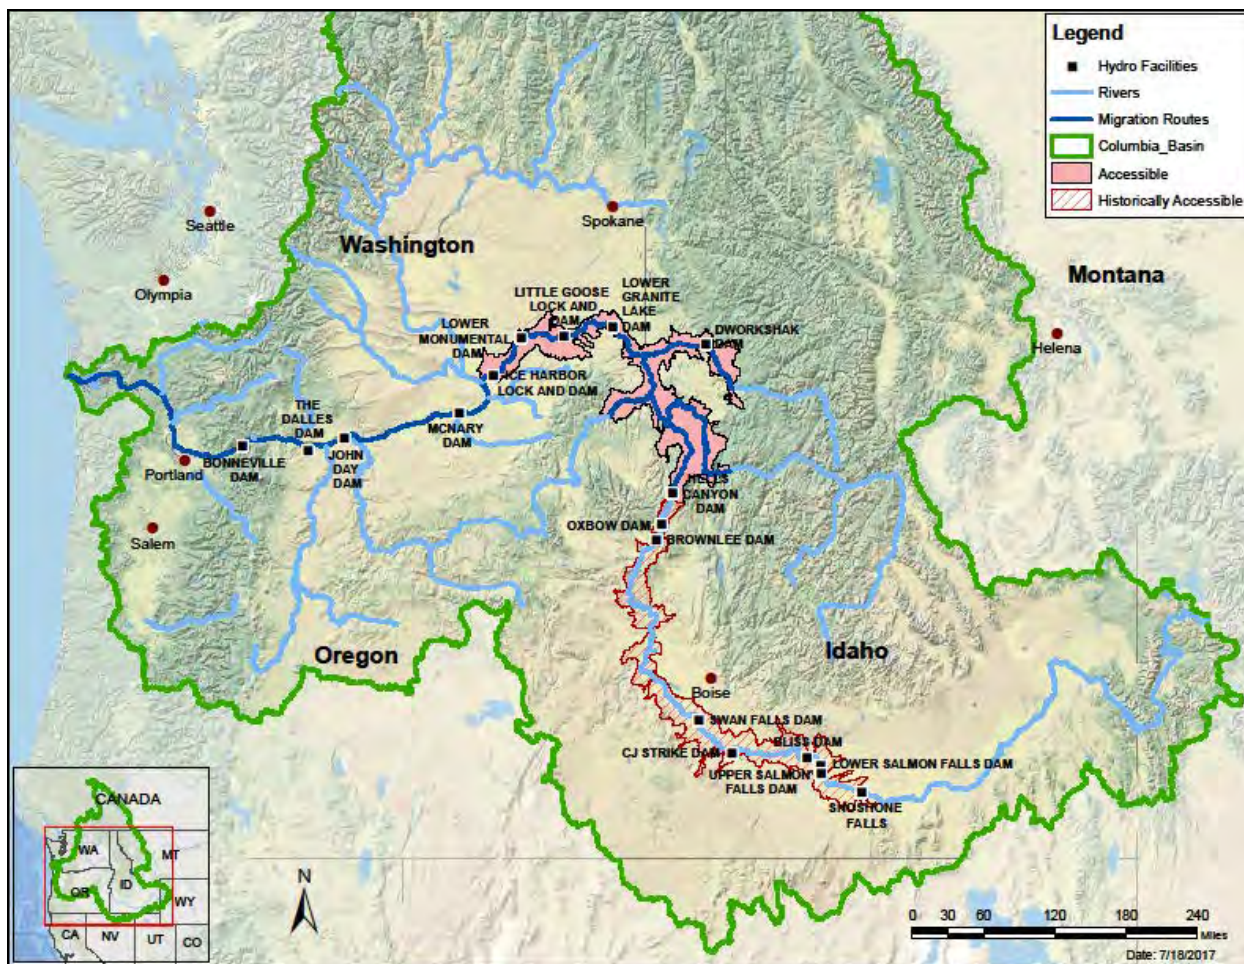 Legend
Hydro Facilities
Rivers
Migration Routes
Columbia_Basin
Accessible
Historically Accessible
Seattle
Spokane
Washington
Olympia
Montana
Helena
LITTLE GOOSE
LOCK AND
DAM
LOWER
GRANITE
LAKE
DAM
LOWER
MONUMENTAL
DAM
DWORKSHAK
DAM
ICE HARBOR
LOCK AND DAM
THE
DALLES
DAM
MCNARY
DAM
JOHN
DAY
DAM
BONNEVILLE
DAM
Portland
Salem
HELLS
CANYON
DAM
OXBOW DAM
BROWNLEE DAM
Oregon
Idaho
Boise
SWAN FALLS DAM
CJ STRIKE DAM
BLISS DAM
LOWER SALMON FALLS DAM
UPPER SALMON
FALLS DAM
SHOSHONE
FALLS
CANADA
WA
MT
OR
ID
WY
CA
NV
UT
CO
N
0 30 60 120 180 240
Miles
Date: 7/18/2017